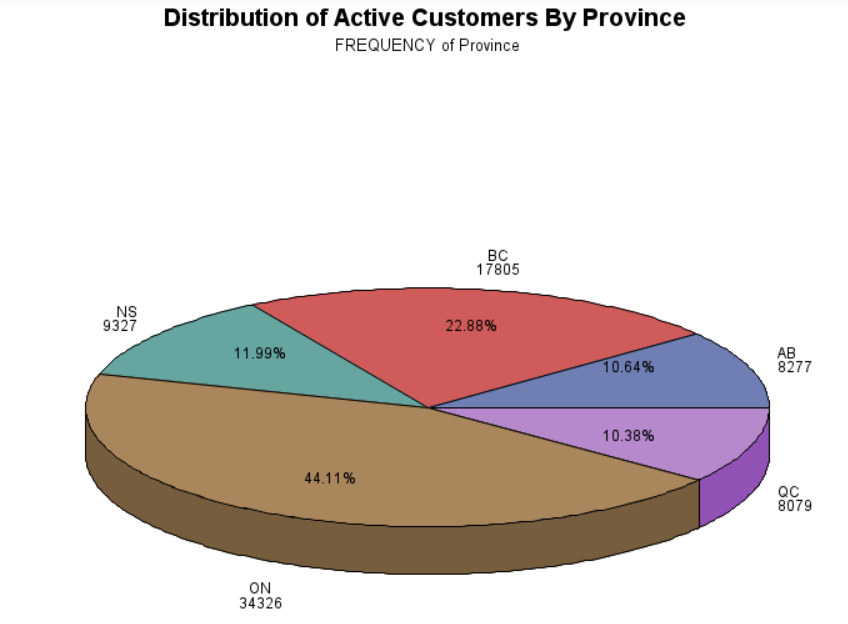 Distribution of Active Customers By Province
FREQUENCY of Province
BC
17805
NS
9327
22.88%
11.99%
AB
8277
10.64%
10.38%
44.11%
QC
8079
ON
34326